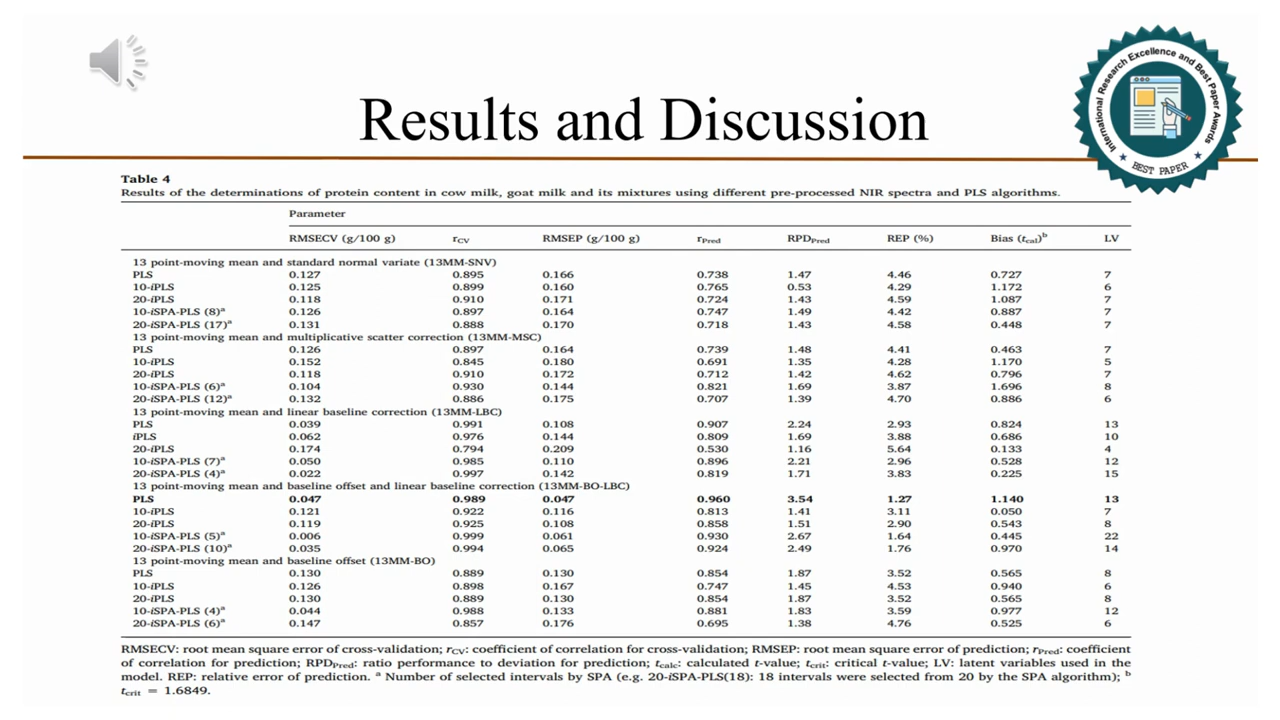 Results and Discussion
International Research Excellence and Best Paper Awards
BEST PAPER
Table 4
Results of the determinations of protein content in cow milk, goat milk and its mixtures using different pre-processed NIR spectra and PLS algorithms.
Parameter
RMSECV (g/100 g) rCV RMSEP (g/100 g) rPred RPDPred REP (%) Bias (tcal)b LV
13 point-moving mean and standard normal variate (13MM-SNV)
PLS 0.127 0.895 0.166 0.738 1.47 4.46 0.727 7
10-iPLS 0.125 0.899 0.160 0.765 0.53 4.29 1.172 6
20-iPLS 0.118 0.910 0.171 0.724 1.43 4.59 1.087 7
10-iSPA-PLS (8)a 0.126 0.897 0.164 0.747 1.49 4.42 0.887 7
20-iSPA-PLS (17)a 0.131 0.888 0.170 0.718 1.43 4.58 0.448 7
13 point-moving mean and multiplicative scatter correction (13MM-MSC)
PLS 0.126 0.897 0.164 0.739 1.48 4.41 0.463 7
10-iPLS 0.152 0.845 0.180 0.691 1.35 4.28 1.170 5
20-iPLS 0.118 0.910 0.172 0.712 1.42 4.62 0.796 7
10-iSPA-PLS (6)a 0.104 0.930 0.144 0.821 1.69 3.87 1.696 8
20-iSPA-PLS (12)a 0.132 0.886 0.175 0.707 1.39 4.70 0.886 6
13 point-moving mean and linear baseline correction (13MM-LBC)
PLS 0.039 0.991 0.108 0.907 2.24 2.93 0.824 13
iPLS 0.062 0.976 0.144 0.809 1.69 3.88 0.686 10
20-iPLS 0.174 0.794 0.209 0.530 1.16 5.64 0.133 4
10-iSPA-PLS (7)a 0.050 0.985 0.110 0.896 2.21 2.96 0.528 12
20-iSPA-PLS (4)a 0.022 0.997 0.142 0.819 1.71 3.83 0.225 15
13 point-moving mean and baseline offset and linear baseline correction (13MM-BO-LBC)
PLS 0.047 0.989 0.047 0.960 3.54 1.27 1.140 13
10-iPLS 0.121 0.922 0.116 0.813 1.41 3.11 0.050 7
20-iPLS 0.119 0.925 0.108 0.858 1.51 2.90 0.543 8
10-iSPA-PLS (5)a 0.006 0.999 0.061 0.930 2.67 1.64 0.445 22
20-iSPA-PLS (10)a 0.035 0.994 0.065 0.924 2.49 1.76 0.970 14
13 point-moving mean and baseline offset (13MM-BO)
PLS 0.130 0.889 0.130 0.854 1.87 3.52 0.565 8
10-iPLS 0.126 0.898 0.167 0.747 1.45 4.53 0.940 6
20-iPLS 0.130 0.889 0.130 0.854 1.87 3.52 0.565 8
10-iSPA-PLS (4)a 0.044 0.988 0.133 0.881 1.83 3.59 0.977 12
20-iSPA-PLS (6)a 0.147 0.857 0.176 0.695 1.38 4.76 0.525 6
RMSECV: root mean square error of cross-validation; rCV: coefficient of correlation for cross-validation; RMSEP: root mean square error of prediction; rPred: coefficient
of correlation for prediction; RPDPred: ratio performance to deviation for prediction; tcalc: calculated t-value; tcrit: critical t-value; LV: latent variables used in the
model. REP: relative error of prediction. a Number of selected intervals by SPA (e.g. 20-iSPA-PLS(18): 18 intervals were selected from 20 by the SPA algorithm); b
tcrit = 1.6849.